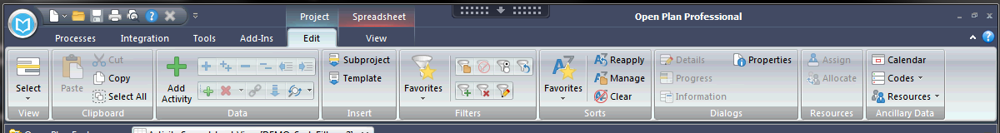 Project Spreadsheet Open Plan Professional
Processes Integration Tools Add-Ins Edit View
Select
View
Paste
Cut
Copy
Select All
Clipboard
Add
Activity
Data
Subproject
Template
Insert
Favorites
Filters
Favorites
Reapply
Manage
Clear
Sorts
Details
Progress
Information
Properties
Dialogs
Assign
Allocate
Resources
Calendar
Codes
Resources
Ancillary Data